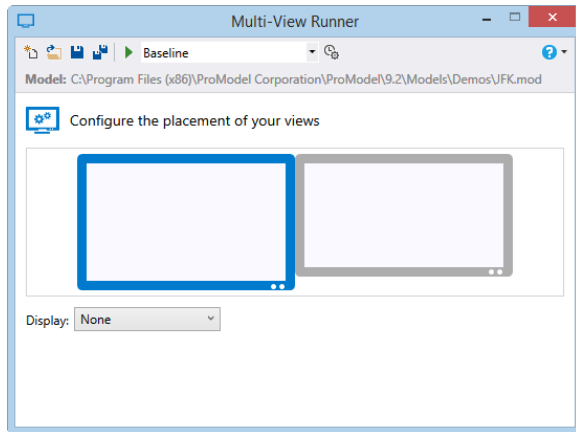 Multi-View Runner
Baseline
Model: C:\Program Files (x86)\ProModel Corporation\ProModel\9.2\Models\Demos\JFK.mod
Configure the placement of your views
Display: None